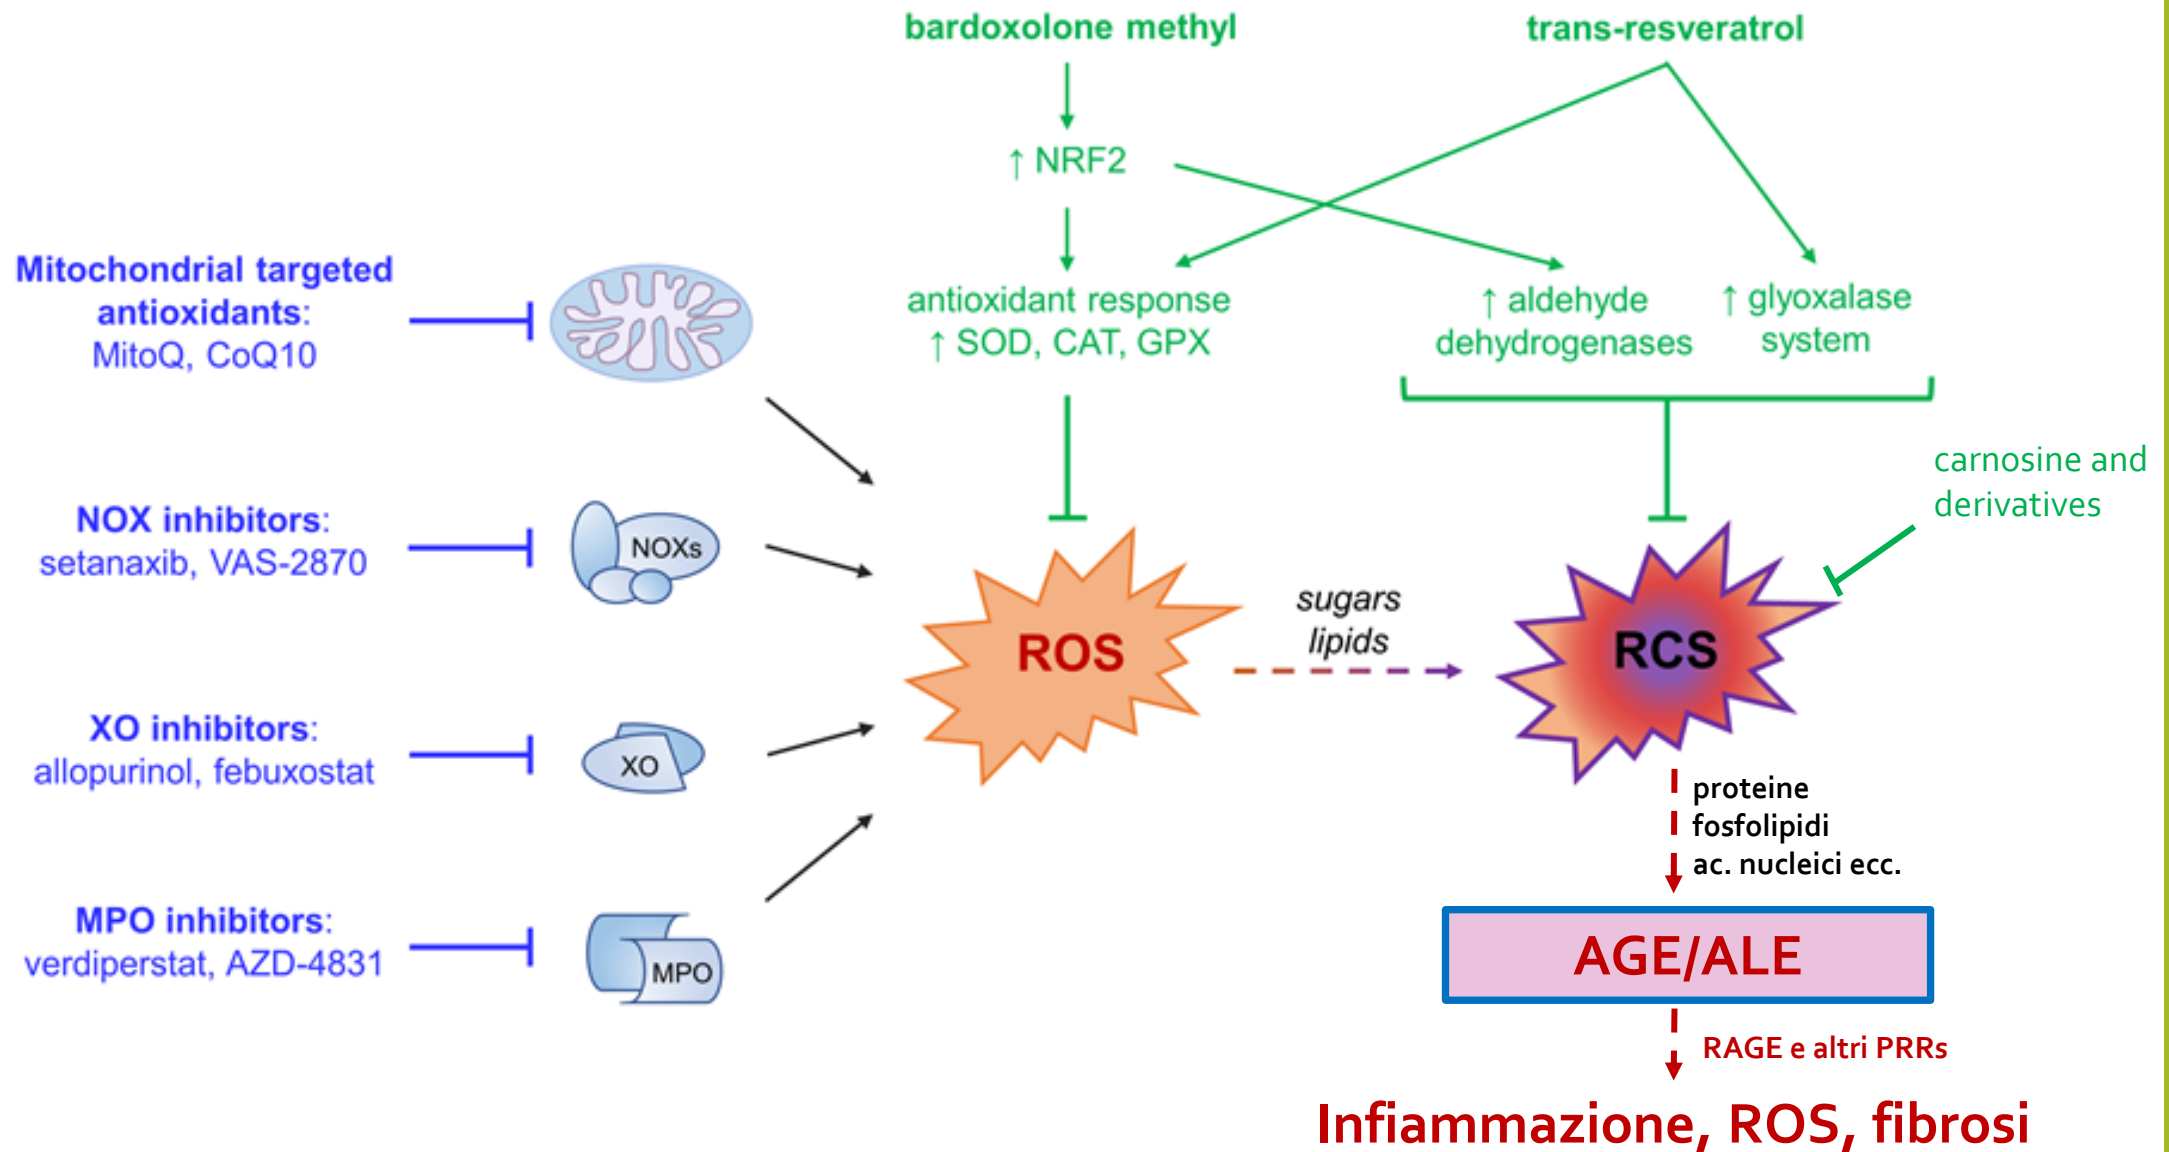 bardoxolone methyl
trans-resveratrol
↑ NRF2
Mitochondrial targeted
antioxidants:
MitoQ, CoQ10
antioxidant response
↑ SOD, CAT, GPX
↑ aldehyde
dehydrogenases
↑ glyoxalase
system
carnosine and
derivatives
NOX inhibitors:
setanaxib, VAS-2870
NOXs
ROS
sugars
lipids
RCS
XO inhibitors:
allopurinol, febuxostat
XO
proteine
fosfolipidi
ac. nucleici ecc.
MPO inhibitors:
verdiperstat, AZD-4831
MPO
AGE/ALE
RAGE e altri PRRs
Infiammazione, ROS, fibrosi